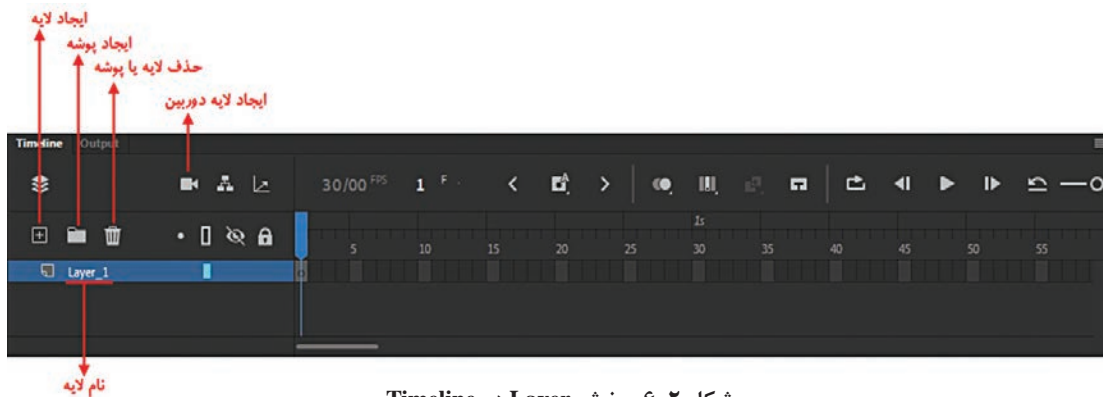 ایجاد لایه
ایجاد پوشه
حذف لایه یا پوشه
ایجاد لایه دوربین
Timeline Output
30/00 FPS 1 F
1s
5 10 15 20 25 30 35 40 45 50 55
Layer_1
نام لایه
Layer Timeline